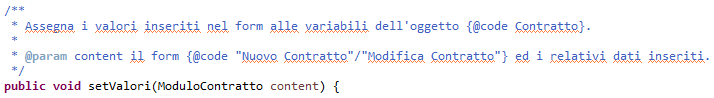 /**
 * Assegna i valori inseriti nel form alle variabili dell'oggetto {@code Contratto}.
 *
 * @param content il form {@code "Nuovo Contratto"/"Modifica Contratto"} ed i relativi dati inseriti.
 */
public void setValori(ModuloContratto content) {